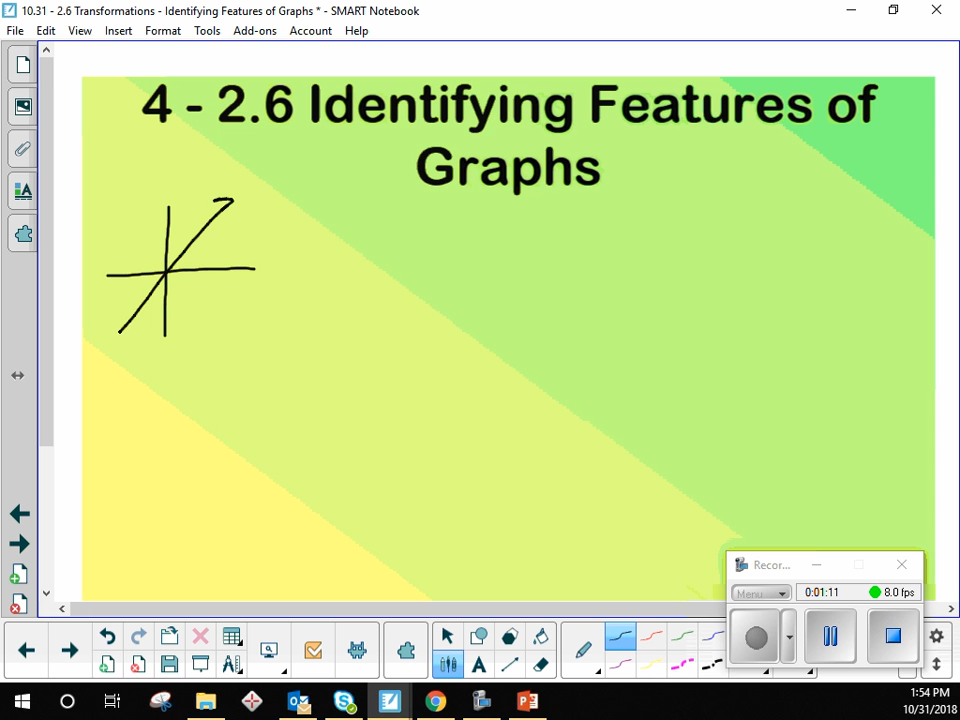 10.31 - 2.6 Transformations - Identifying Features of Graphs * - SMART Notebook
File Edit View Insert Format Tools Add-ons Account Help
4 - 2.6 Identifying Features of
Graphs
Recor...
Menu 0:01:11 8.0 fps
1:54 PM
10/31/2018